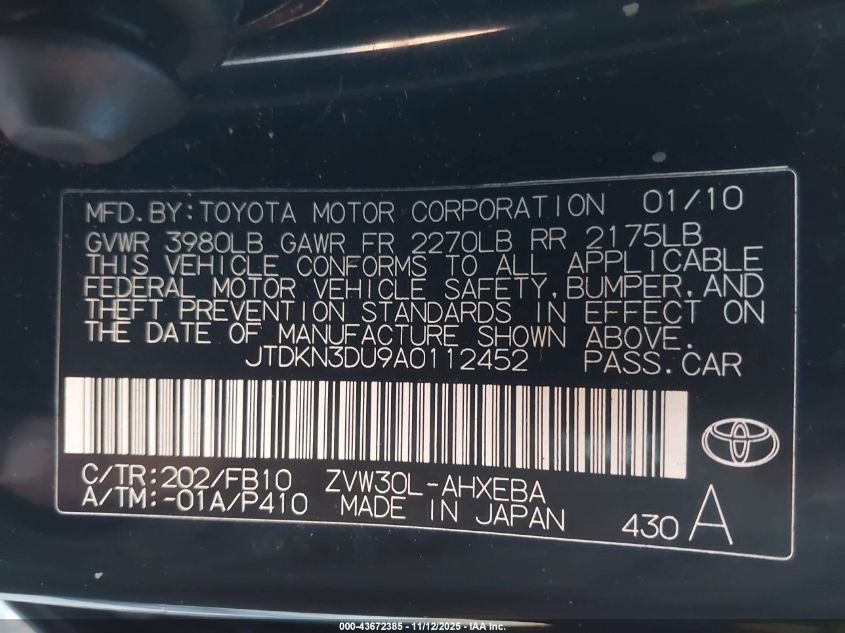 MFD.BY:TOYOTA MOTOR CORPORATION 01/10
GVWR 3980LB GAWR FR 2270LB RR 2175LB
THIS VEHICLE CONFORMS TO ALL APPLICABLE
FEDERAL MOTOR VEHICLE SAFETY,BUMPER,AND
THEFT PREVENTION STANDARDS IN EFFECT ON
THE DATE OF MANUFACTURE SHOWN ABOVE.
JTDKN3DU9A0112452 PASS.CAR
C/TR:202/FB10 ZVW30L-AHXEBA
A/TM:-01A/P410 MADE IN JAPAN 430 A
000-43672385 - 11/12/2025 - IAA Inc.